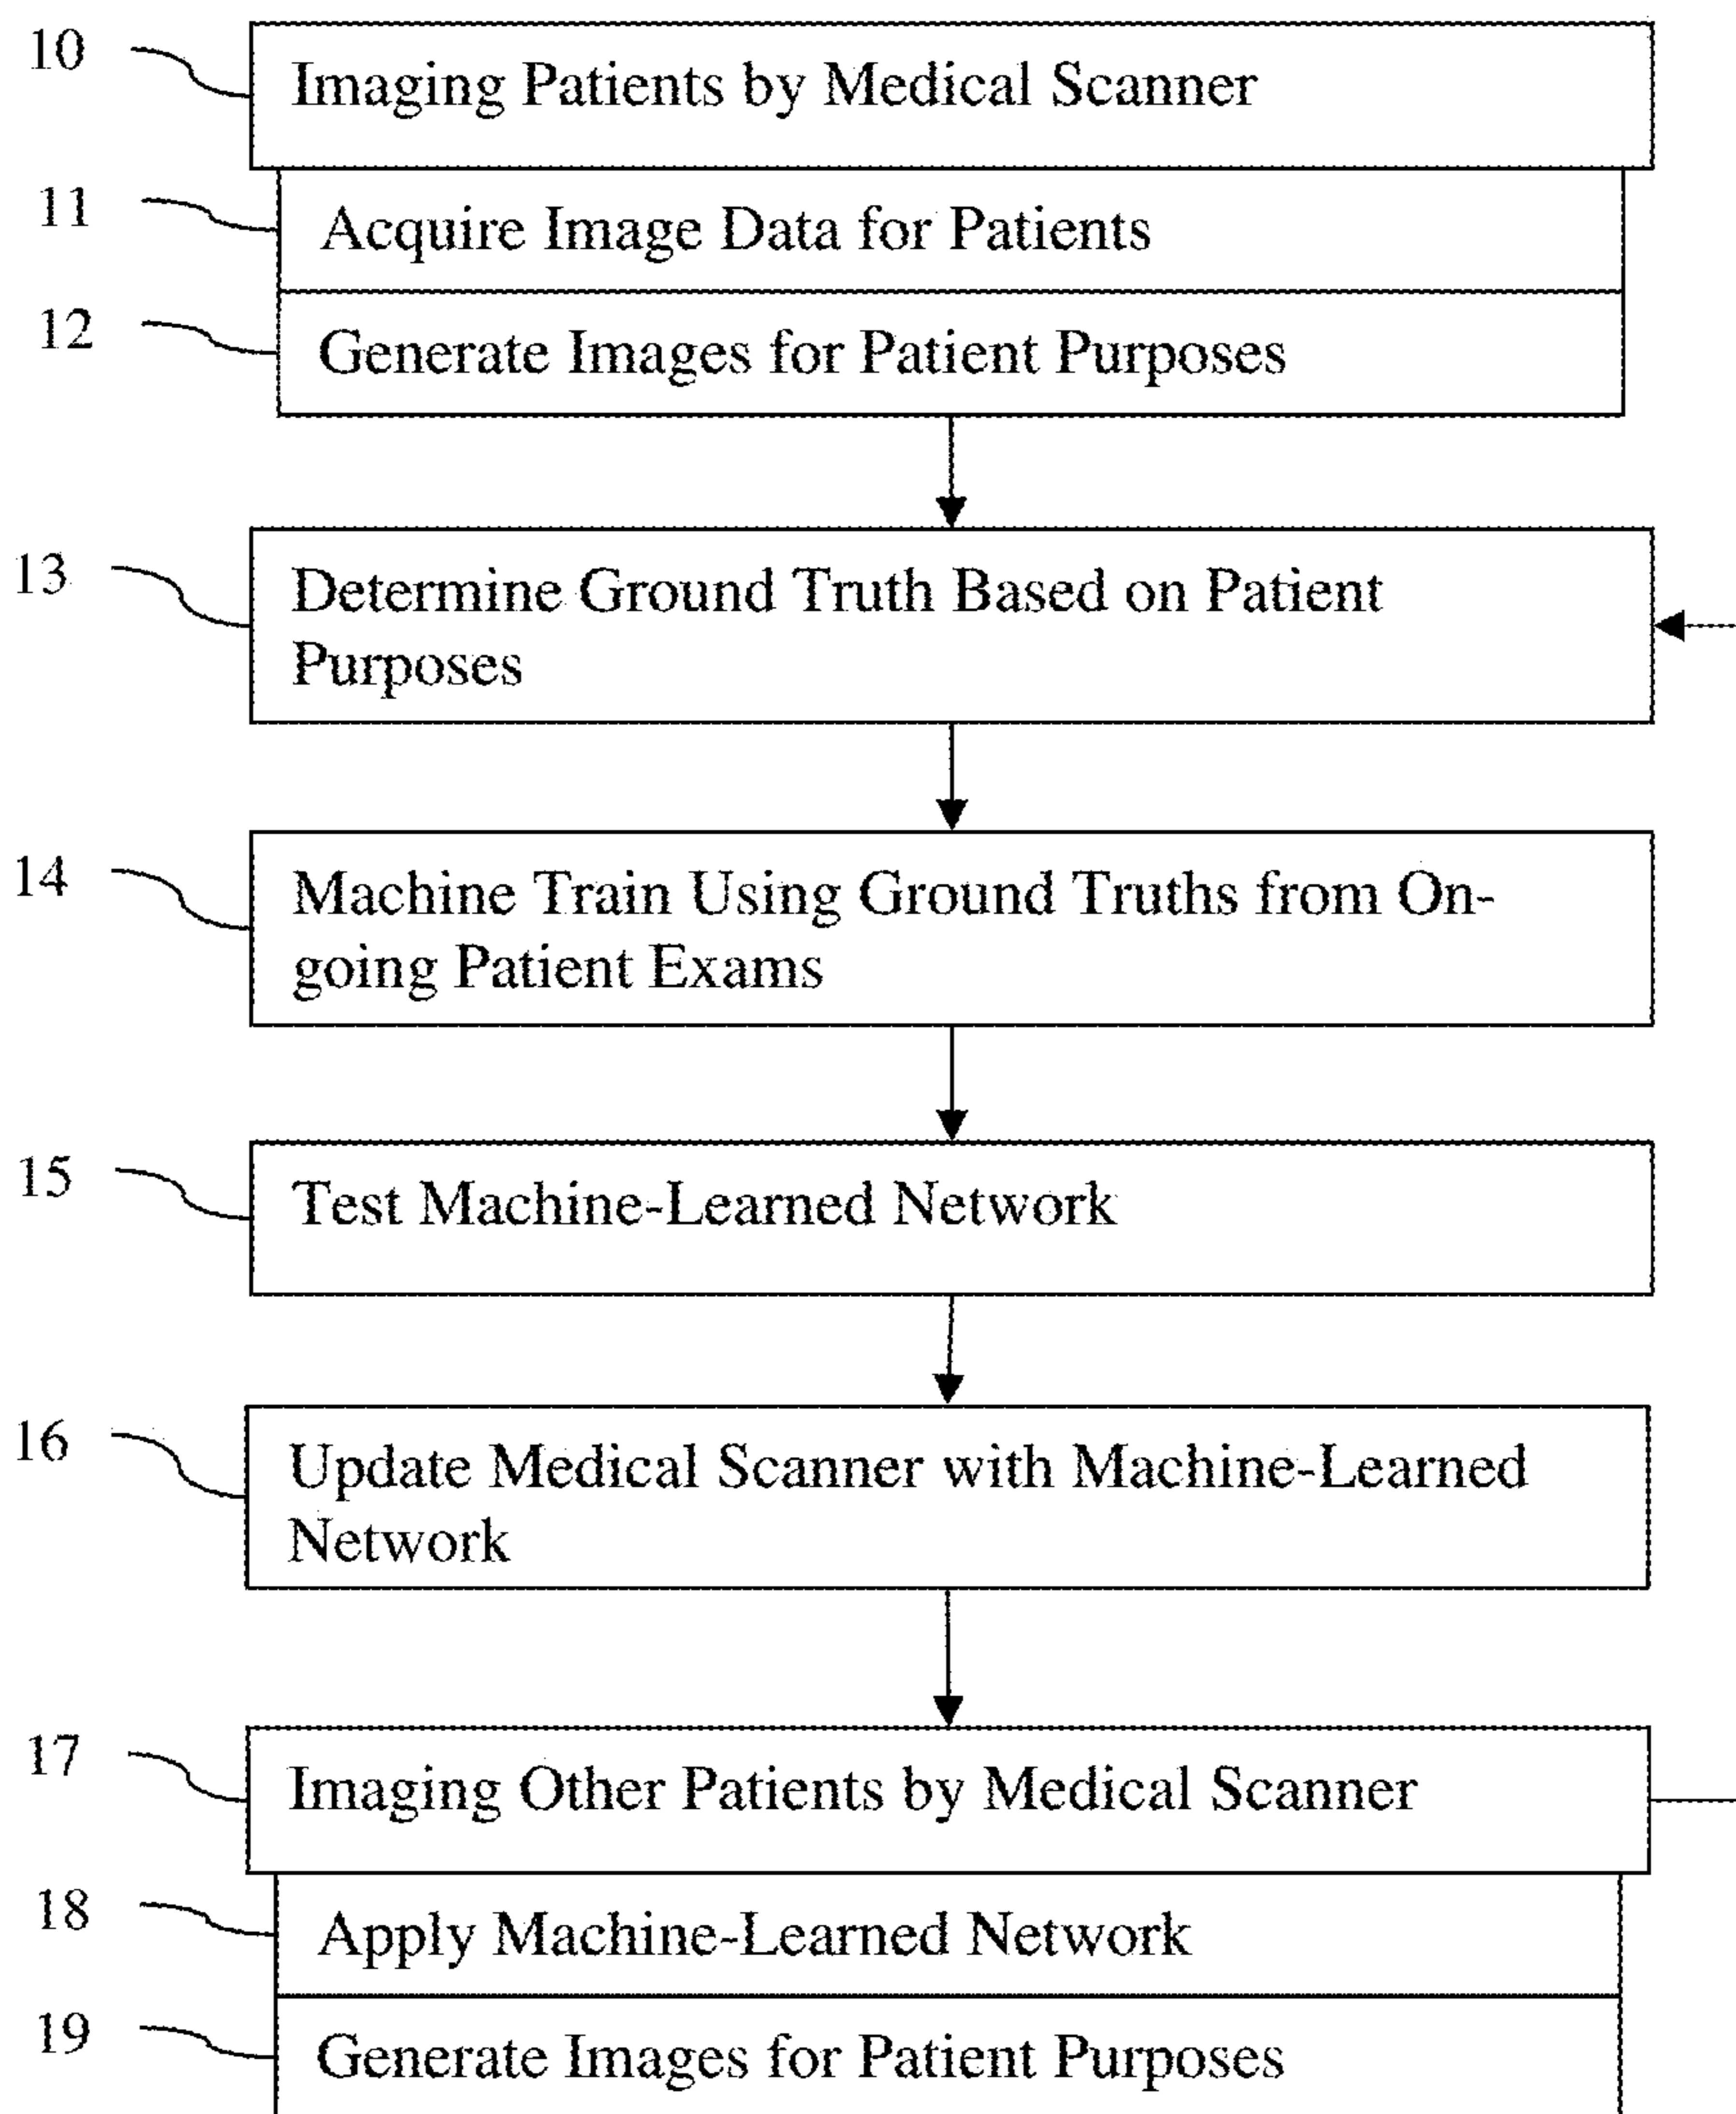 10
Imaging Patients by Medical Scanner
11
Acquire Image Data for Patients
12
Generate Images for Patient Purposes
13
Determine Ground Truth Based on Patient
Purposes
14
Machine Train Using Ground Truths from On-
going Patient Exams
15
Test Machine-Learned Network
16
Update Medical Scanner with Machine-Learned
Network
17
Imaging Other Patients by Medical Scanner
18
Apply Machine-Learned Network
19
Generate Images for Patient Purposes